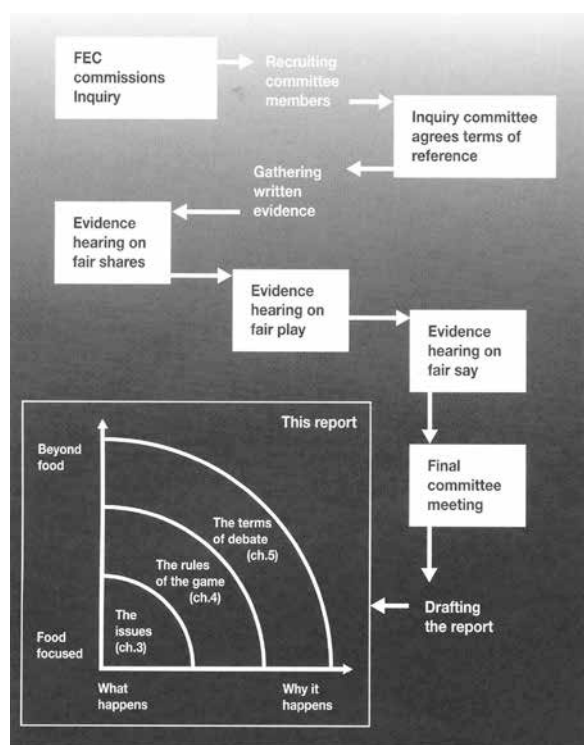 FEC
commissions
Inquiry
Recruiting
committee
members
Inquiry committee
agrees terms of
reference
Gathering
written
evidence
Evidence
hearing on
fair shares
Evidence
hearing on
fair play
Evidence
hearing on
fair say
Final
committee
meeting
Drafting
the report
This report
Beyond
food
The terms
of debate
(ch.5)
The rules
of the game
(ch.4)
The
issues
(ch.3)
Food
focused
What
happens
Why it
happens